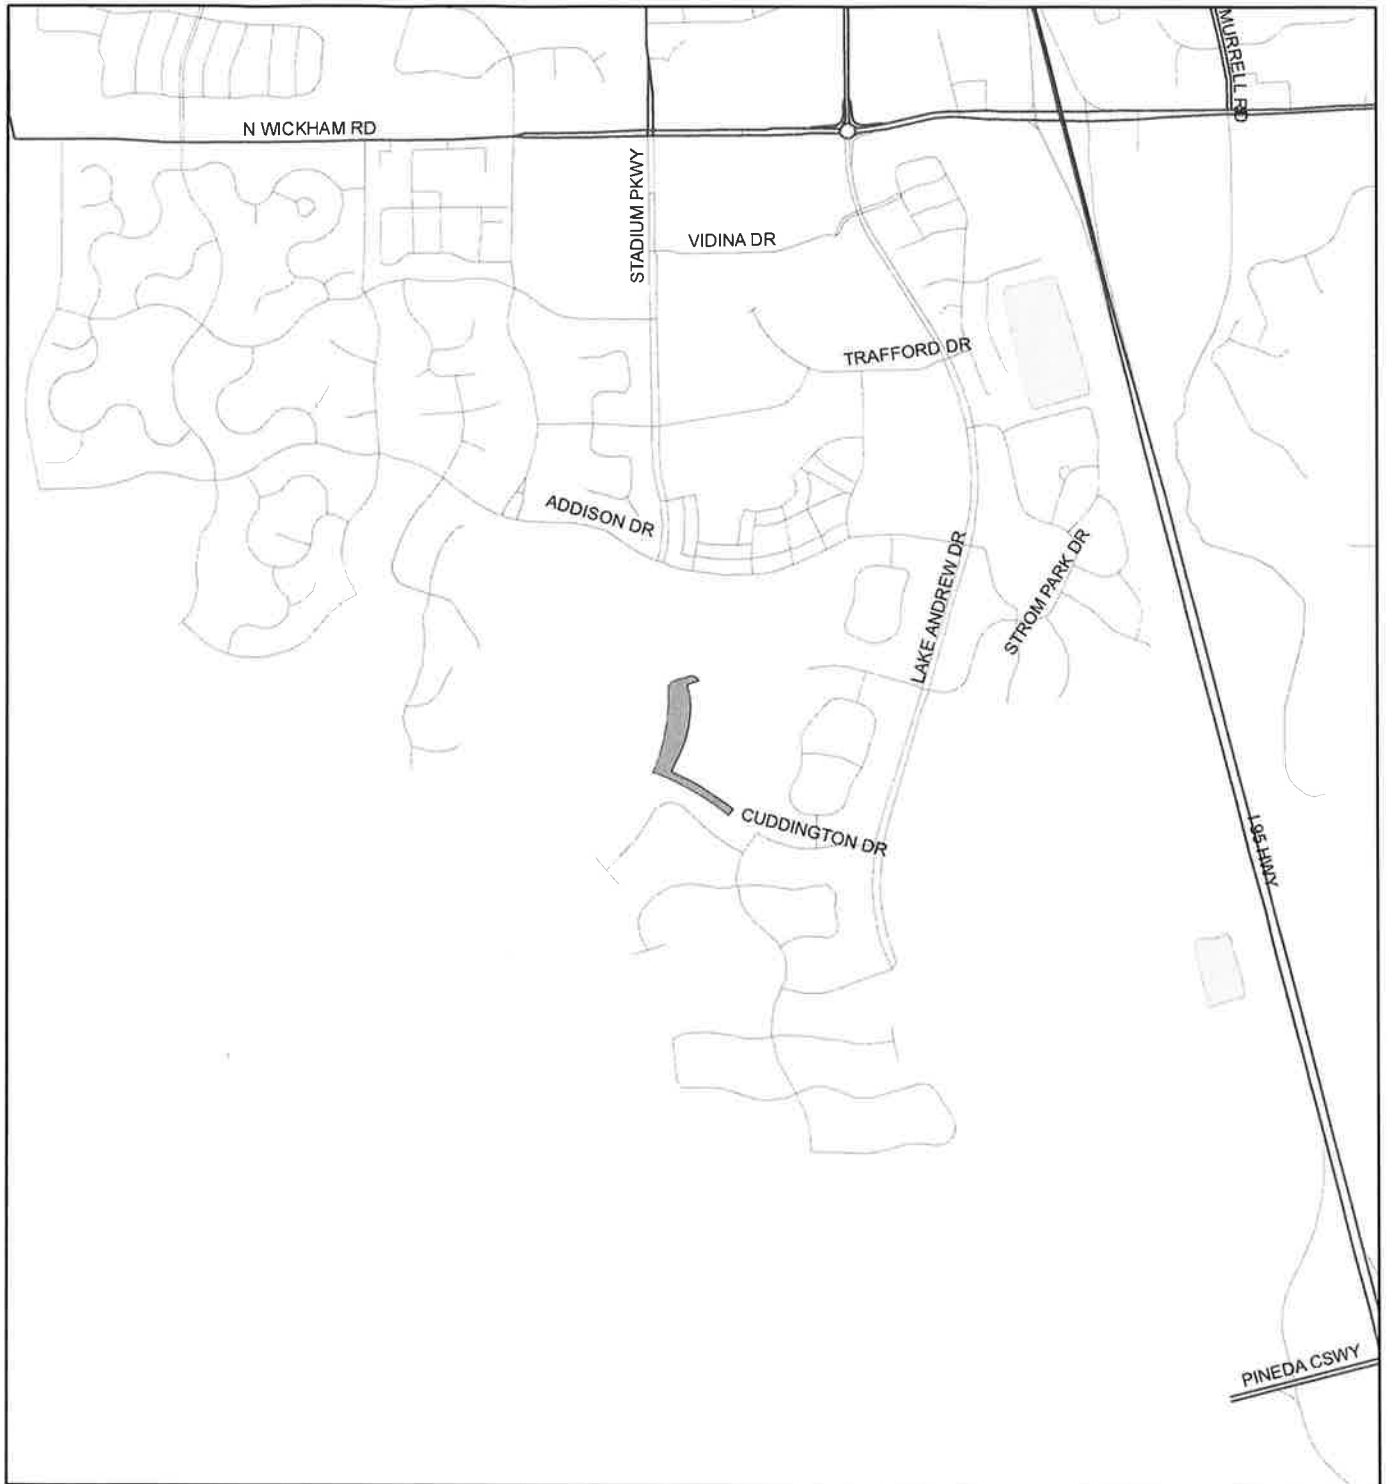 MURRELL RD
N WICKHAM RD
STADIUM PKWY
VIDINA DR
TRAFFORD DR
ADDISON DR
LAKE ANDREW DR
STROM PARK DR
CUDDINGTON DR
I 95 HWY
PINEDA CSWY